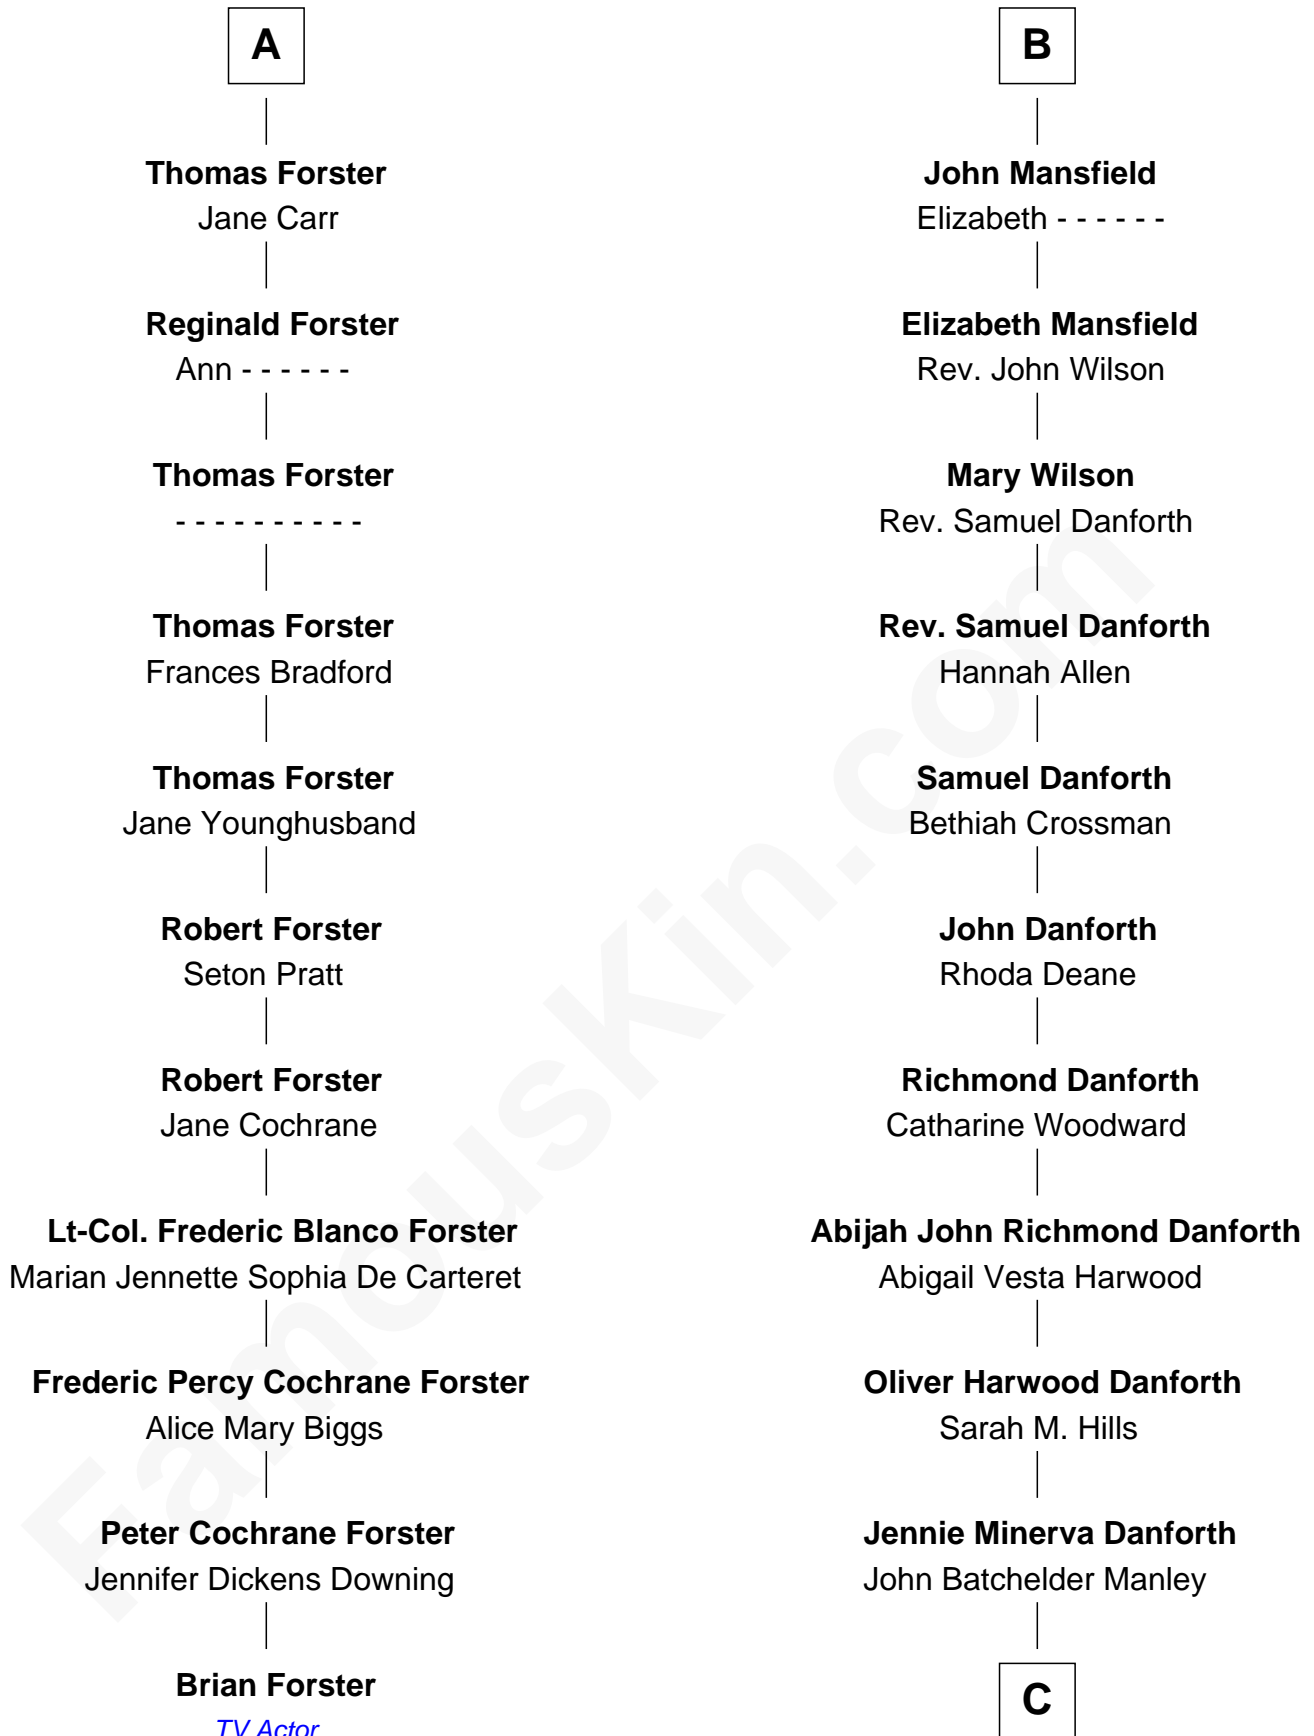 A
Thomas Forster
Jane Carr
Reginald Forster
Ann - - - - - -
Thomas Forster
- - - - - - - - - -
Thomas Forster
Frances Bradford
Thomas Forster
Jane Younghusband
Robert Forster
Seton Pratt
Robert Forster
Jane Cochrane
Lt-Col. Frederic Blanco Forster
Marian Jennette Sophia De Carteret
Frederic Percy Cochrane Forster
Alice Mary Biggs
Peter Cochrane Forster
Jennifer Dickens Downing
Brian Forster
TV Actor
B
John Mansfield
Elizabeth - - - - - -
Elizabeth Mansfield
Rev. John Wilson
Mary Wilson
Rev. Samuel Danforth
Rev. Samuel Danforth
Hannah Allen
Samuel Danforth
Bethiah Crossman
John Danforth
Rhoda Deane
Richmond Danforth
Catharine Woodward
Abijah John Richmond Danforth
Abigail Vesta Harwood
Oliver Harwood Danforth
Sarah M. Hills
Jennie Minerva Danforth
John Batchelder Manley
C
FamousKin.com